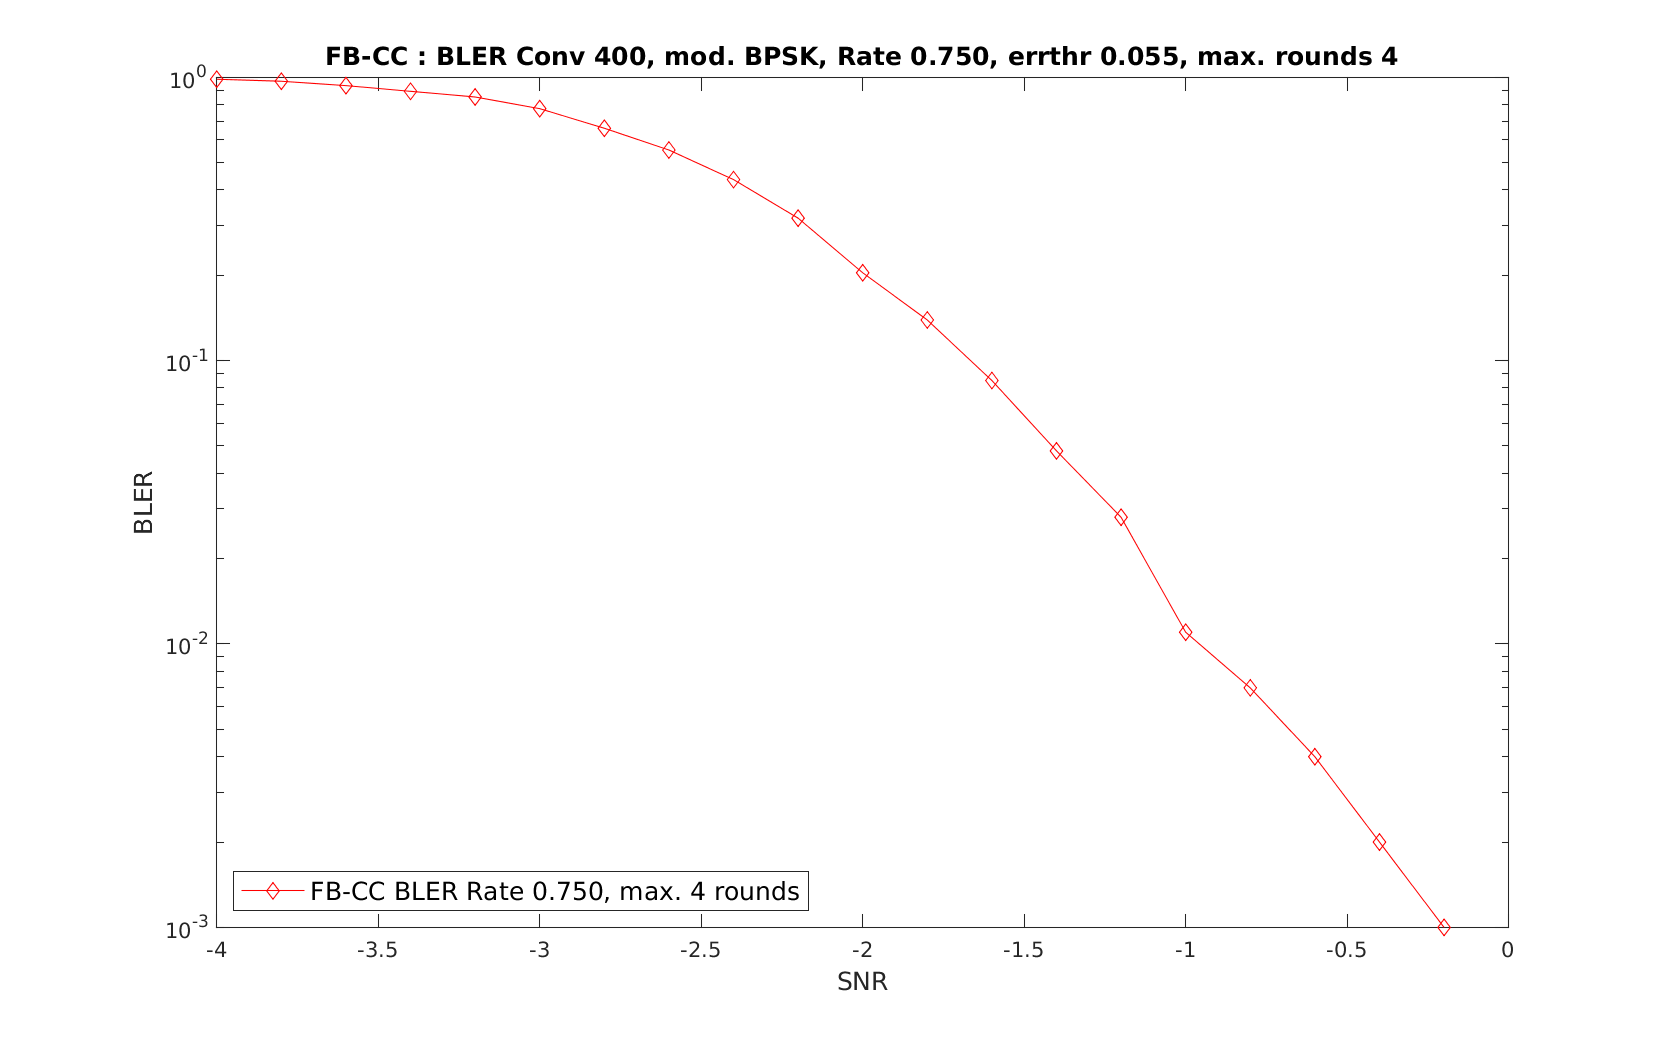 FB-CC : BLER Conv 400, mod. BPSK, Rate 0.750, errthr 0.055, max. rounds 4
10^0
10^-1
10^-2
10^-3
BLER
FB-CC BLER Rate 0.750, max. 4 rounds
-4 -3.5 -3 -2.5 -2 -1.5 -1 -0.5 0
SNR